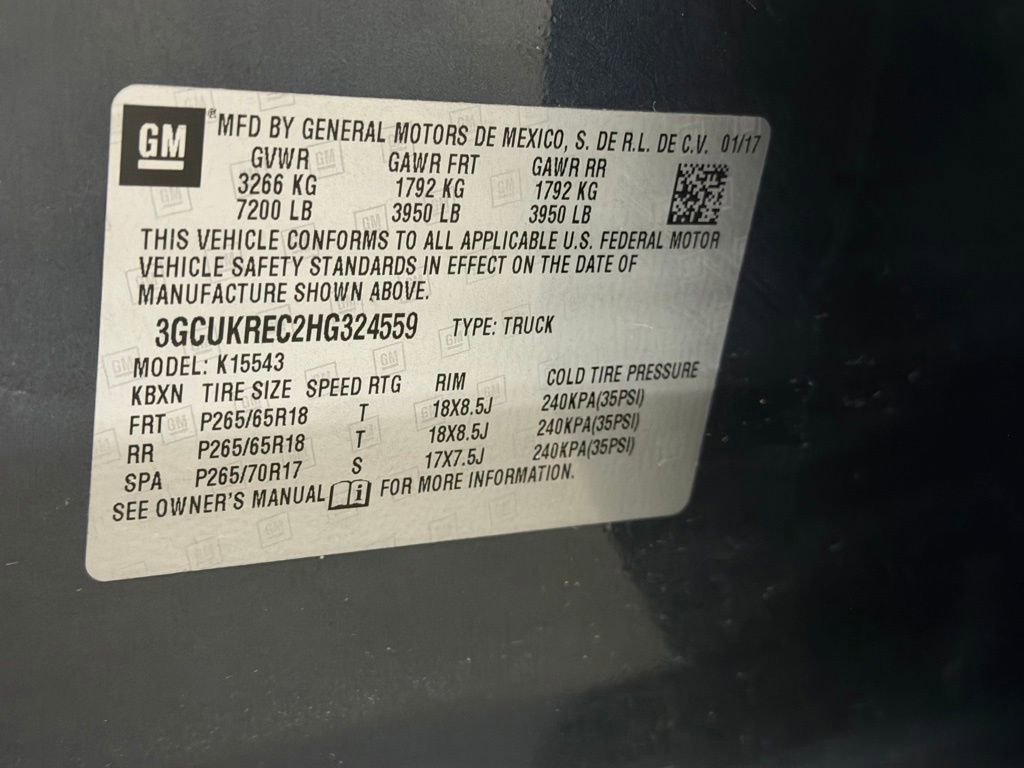 GM® MFD BY GENERAL MOTORS DE MEXICO, S. DE R.L. DE C.V. 01/17
GVWR GAWR FRT GAWR RR
3266 KG 1792 KG 1792 KG
7200 LB 3950 LB 3950 LB
THIS VEHICLE CONFORMS TO ALL APPLICABLE U.S. FEDERAL MOTOR
VEHICLE SAFETY STANDARDS IN EFFECT ON THE DATE OF
MANUFACTURE SHOWN ABOVE.
3GCUKREC2HG324559 TYPE: TRUCK
MODEL: K15543
KBXN TIRE SIZE SPEED RTG RIM COLD TIRE PRESSURE
FRT P265/65R18 T 18X8.5J 240KPA(35PSI)
RR P265/65R18 T 18X8.5J 240KPA(35PSI)
SPA P265/70R17 S 17X7.5J 240KPA(35PSI)
SEE OWNER'S MANUAL FOR MORE INFORMATION.